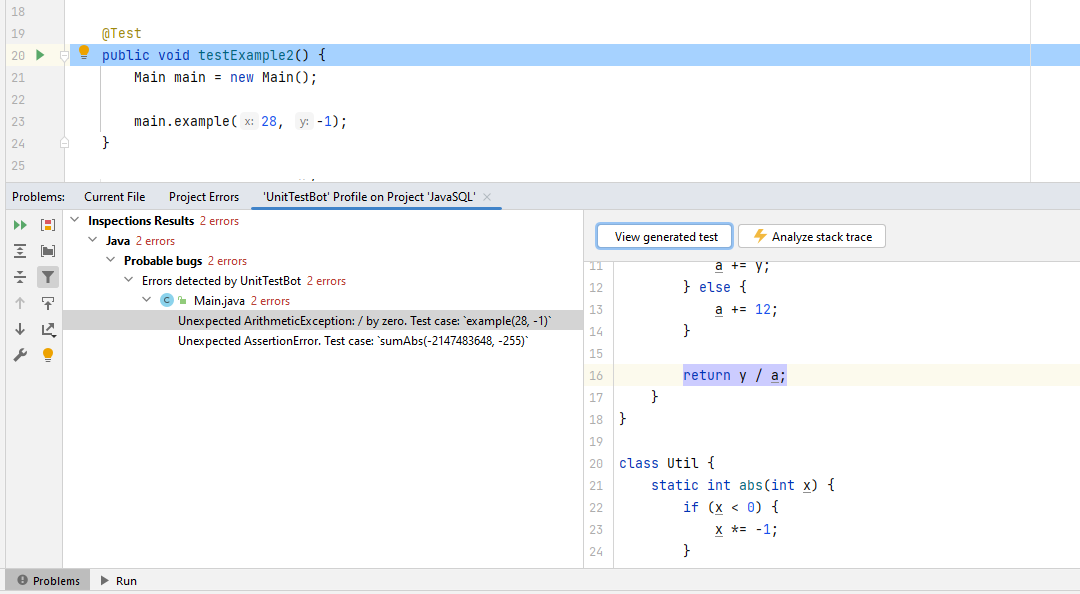 18
19 @Test
20 public void testExample2() {
21 Main main = new Main();
22
23 main.example( x: 28, y: -1);
24 }
25
Problems: Current File Project Errors 'UnitTestBot' Profile on Project 'JavaSQL'
Inspections Results 2 errors
Java 2 errors
Probable bugs 2 errors
Errors detected by UnitTestBot 2 errors
C Main.java 2 errors
Unexpected ArithmeticException: / by zero. Test case: `example(28, -1)`
Unexpected AssertionError. Test case: `sumAbs(-2147483648, -255)`
View generated test Analyze stack trace
11 a += y;
12 } else {
13 a += 12;
14 }
15
16 return y / a;
17 }
18 }
19
20 class Util {
21 static int abs(int x) {
22 if (x < 0) {
23 x *= -1;
24 }
Problems Run